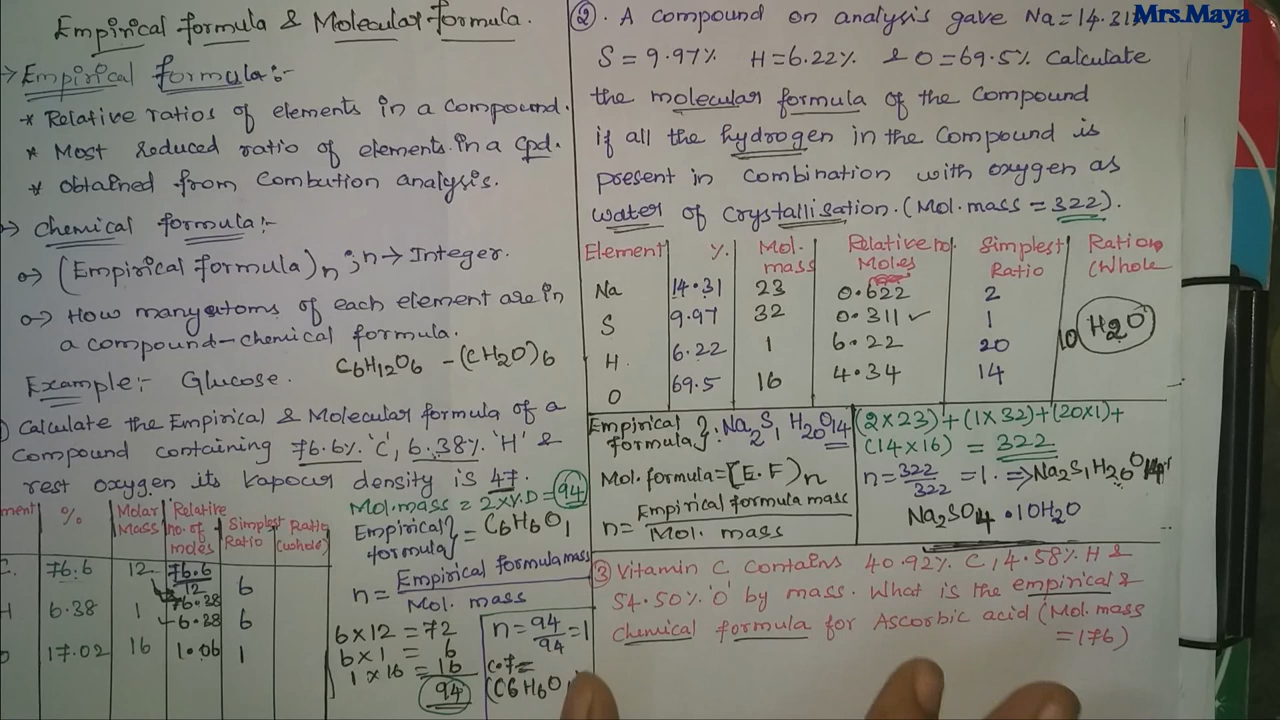 Empirical formula & Molecular formula.
→ Empirical formula:-
* Relative ratios of elements in a compound.
* Most reduced ratio of elements in a Cpd.
* Obtained from Combution analysis.
→ Chemical formula:-
→ (Empirical formula)n ; n → Integer.
→ How many atoms of each element are in
a compound - chemical formula.
C6H12O6 - (CH2O)6
Example:- Glucose.
) Calculate the Empirical & Molecular formula of a
Compound containing 76.6% 'C', 6.38% 'H' &
rest oxygen its vapour density is 47.
Mol.mass = 2 x V.D = 94
ment % Molar Mass Relative no. of moles Simplest Ratio Ratio (whole)
C. 76.6 12 76.6/12 6
H 6.38 1 6.38 6
O 17.02 16 1.06 1
Empirical formula } = C6H6O1
n = Empirical formula mass / Mol. mass
6 x 12 = 72
6 x 1 = 6
1 x 16 = 16
94
n = 94/94 = 1
(C6H6O
Mrs.Maya
②. A compound on analysis gave Na = 14.31
S = 9.97% H = 6.22% & O = 69.5% Calculate
the molecular formula of the Compound
if all the hydrogen in the Compound is
present in combination with oxygen as
water of Crystallisation. (Mol. mass = 322).
Element % Mol. mass Relative no. Moles Simplest Ratio Ratio (Whole
Na 14.31 23 0.622 2
S 9.97 32 0.311 ✓ 1
H 6.22 1 6.22 20
O 69.5 16 4.34 14
10 H2O
Empirical formula } : Na2S1 H20O14
Mol. formula = [E.F]n
n = Empirical formula mass / Mol. mass
(2x23) + (1x32) + (20x1) +
(14x16) = 322
n = 322/322 = 1. ⇒ Na2S1H20O14
Na2SO4 . 10H2O
③ Vitamin C contains 40.92% C, 4.58% H &
54.50% 'O' by mass. What is the empirical &
Chemical formula for Ascorbic acid (Mol. mass
= 176)